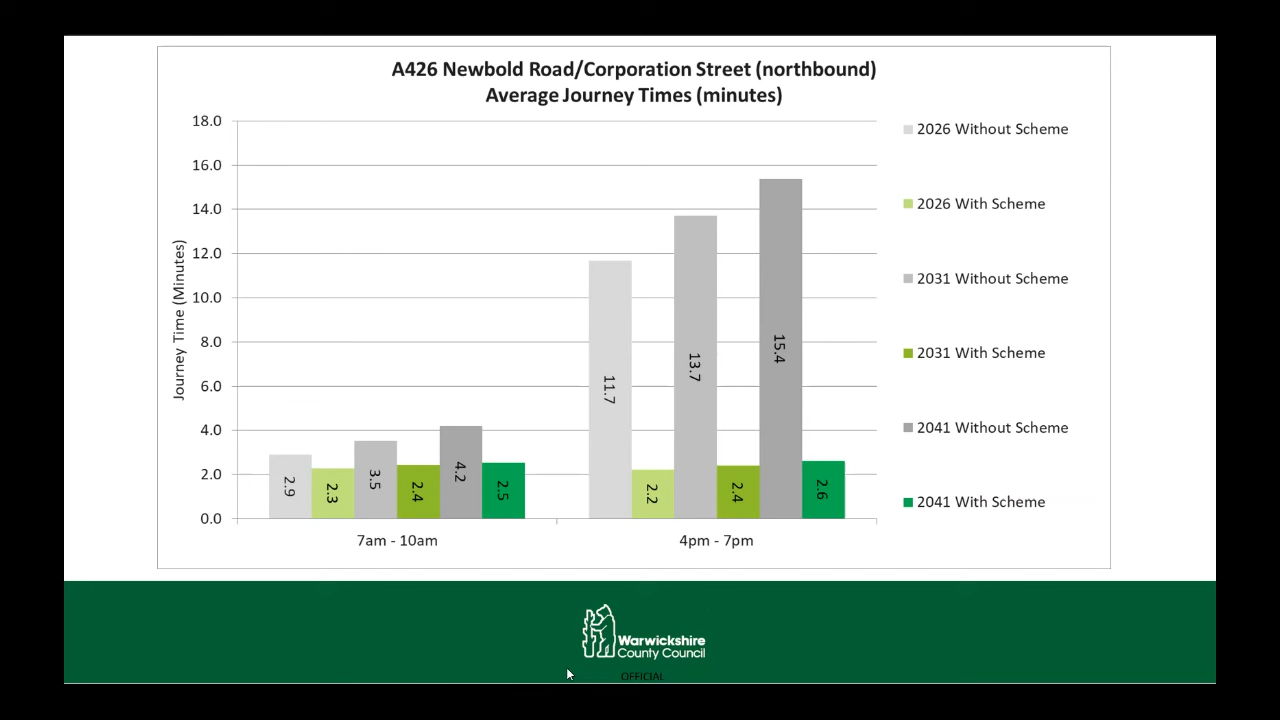 A426 Newbold Road/Corporation Street (northbound)
Average Journey Times (minutes)
Journey Time (Minutes)
18.0
16.0
14.0
12.0
10.0
8.0
6.0
4.0
2.0
0.0
2.9
2.3
3.5
2.4
4.2
2.5
11.7
2.2
13.7
2.4
15.4
2.6
7am - 10am
4pm - 7pm
2026 Without Scheme
2026 With Scheme
2031 Without Scheme
2031 With Scheme
2041 Without Scheme
2041 With Scheme
Warwickshire
County Council
OFFICIAL